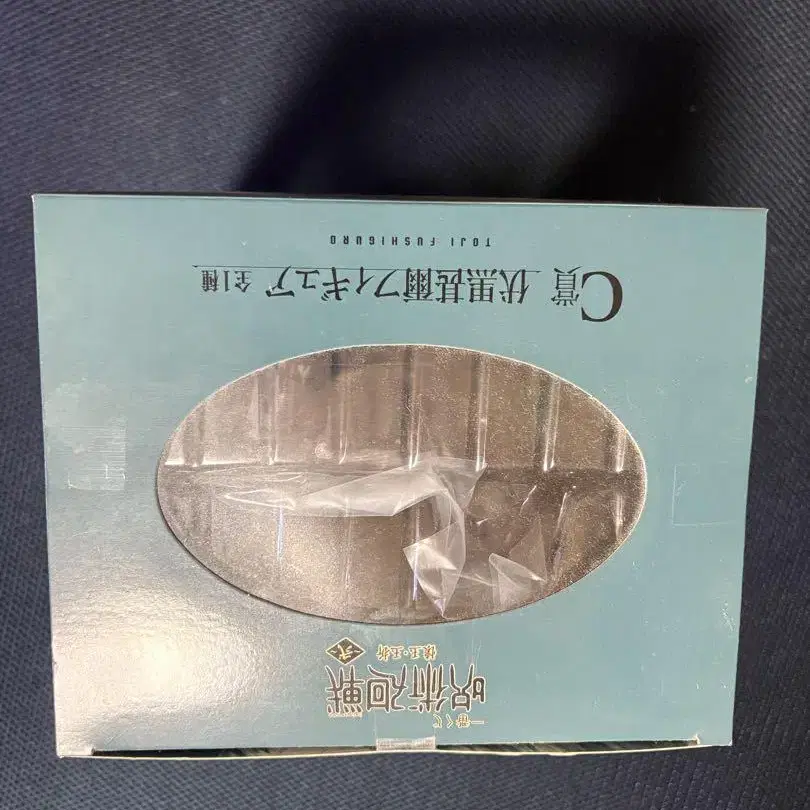 一番くじ
呪術廻戦
懐玉・玉折
弐
C賞 伏黒甚爾フィギュア 全1種
TOJI FUSHIGURO